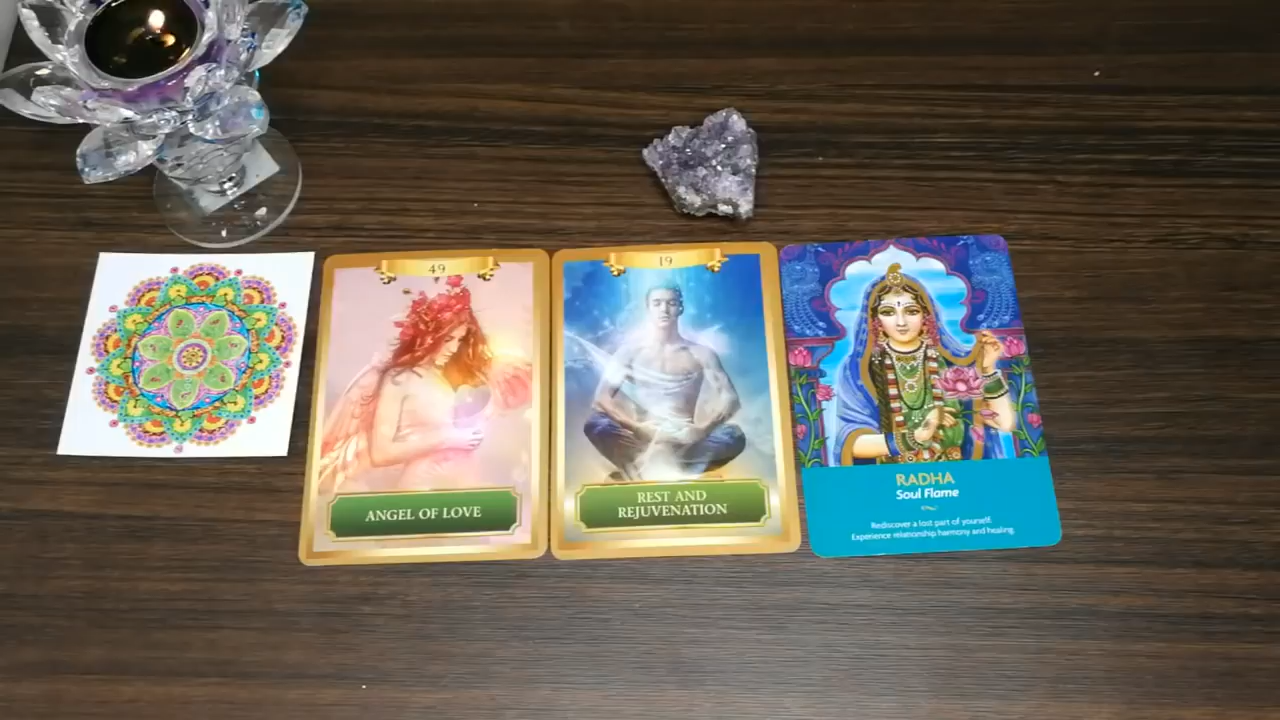 49
ANGEL OF LOVE
19
REST AND
REJUVENATION
RADHA
Soul Flame
Rediscover a lost part of yourself.
Experience relationship harmony and healing.